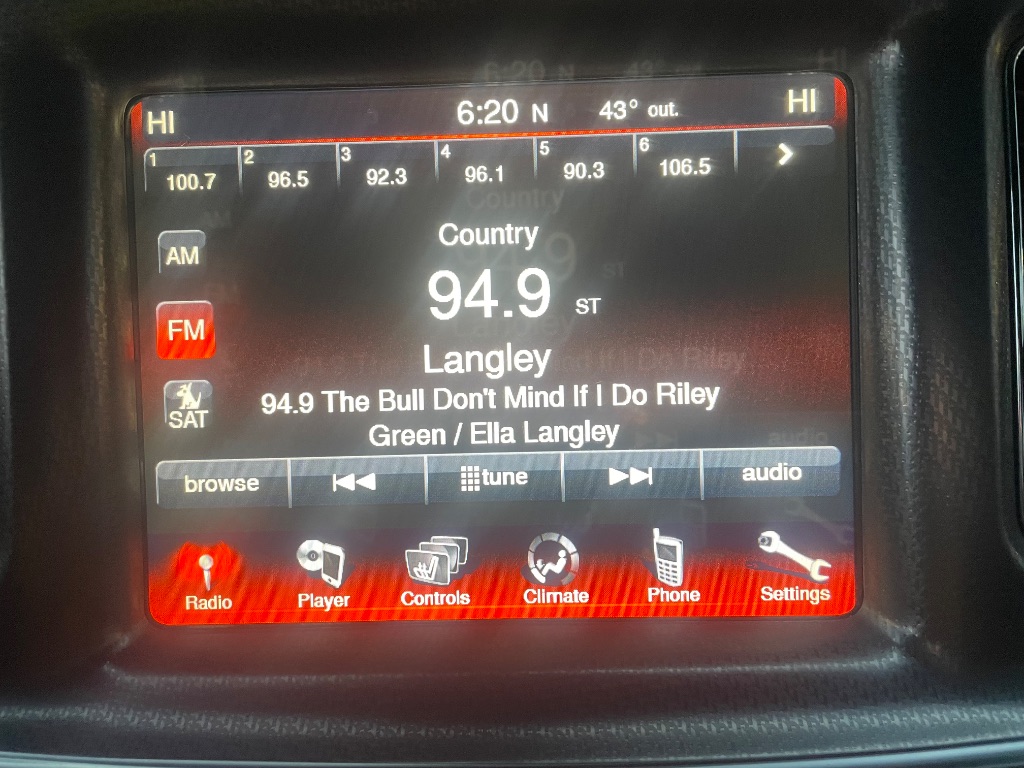 HI 6:20 N 43° out. HI
1 2 3 4 5 6
100.7 96.5 92.3 96.1 90.3 106.5
Country
AM
94.9 ST
FM
Langley
94.9 The Bull Don't Mind If I Do Riley
SAT
Green / Ella Langley
browse tune audio
Radio Player Controls Climate Phone Settings